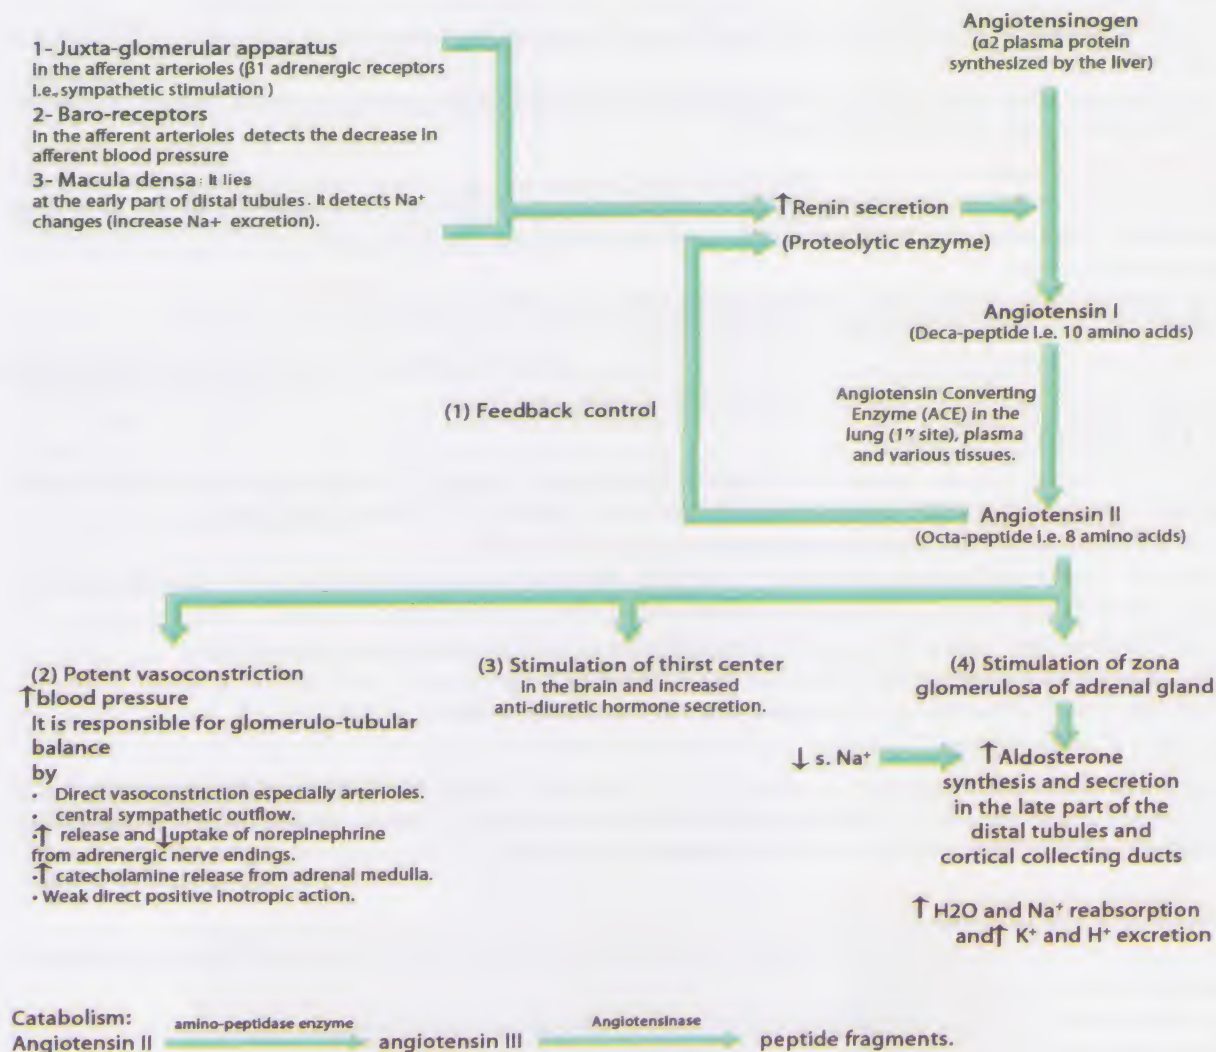 1- Juxta-glomerular apparatus
in the afferent arterioles (β1 adrenergic receptors
i.e., sympathetic stimulation )
2- Baro-receptors
in the afferent arterioles detects the decrease in
afferent blood pressure
3- Macula densa: It lies
at the early part of distal tubules. It detects Na⁺
changes (increase Na+ excretion).
Angiotensinogen
(α2 plasma protein
synthesized by the liver)
↑Renin secretion
(Proteolytic enzyme)
Angiotensin I
(Deca-peptide i.e. 10 amino acids)
(1) Feedback control
Angiotensin Converting
Enzyme (ACE) in the
lung (1ry site), plasma
and various tissues.
Angiotensin II
(Octa-peptide i.e. 8 amino acids)
(2) Potent vasoconstriction
↑blood pressure
It is responsible for glomerulo-tubular
balance
by
• Direct vasoconstriction especially arterioles.
• central sympathetic outflow.
•↑ release and ↓uptake of norepinephrine
from adrenergic nerve endings.
•↑ catecholamine release from adrenal medulla.
• Weak direct positive inotropic action.
(3) Stimulation of thirst center
in the brain and increased
anti-diuretic hormone secretion.
(4) Stimulation of zona
glomerulosa of adrenal gland
↓ s. Na⁺
↑Aldosterone
synthesis and secretion
in the late part of the
distal tubules and
cortical collecting ducts
↑ H2O and Na⁺ reabsorption
and↑ K⁺ and H⁺ excretion
Catabolism:
Angiotensin II amino-peptidase enzyme angiotensin III Angiotensinase peptide fragments.